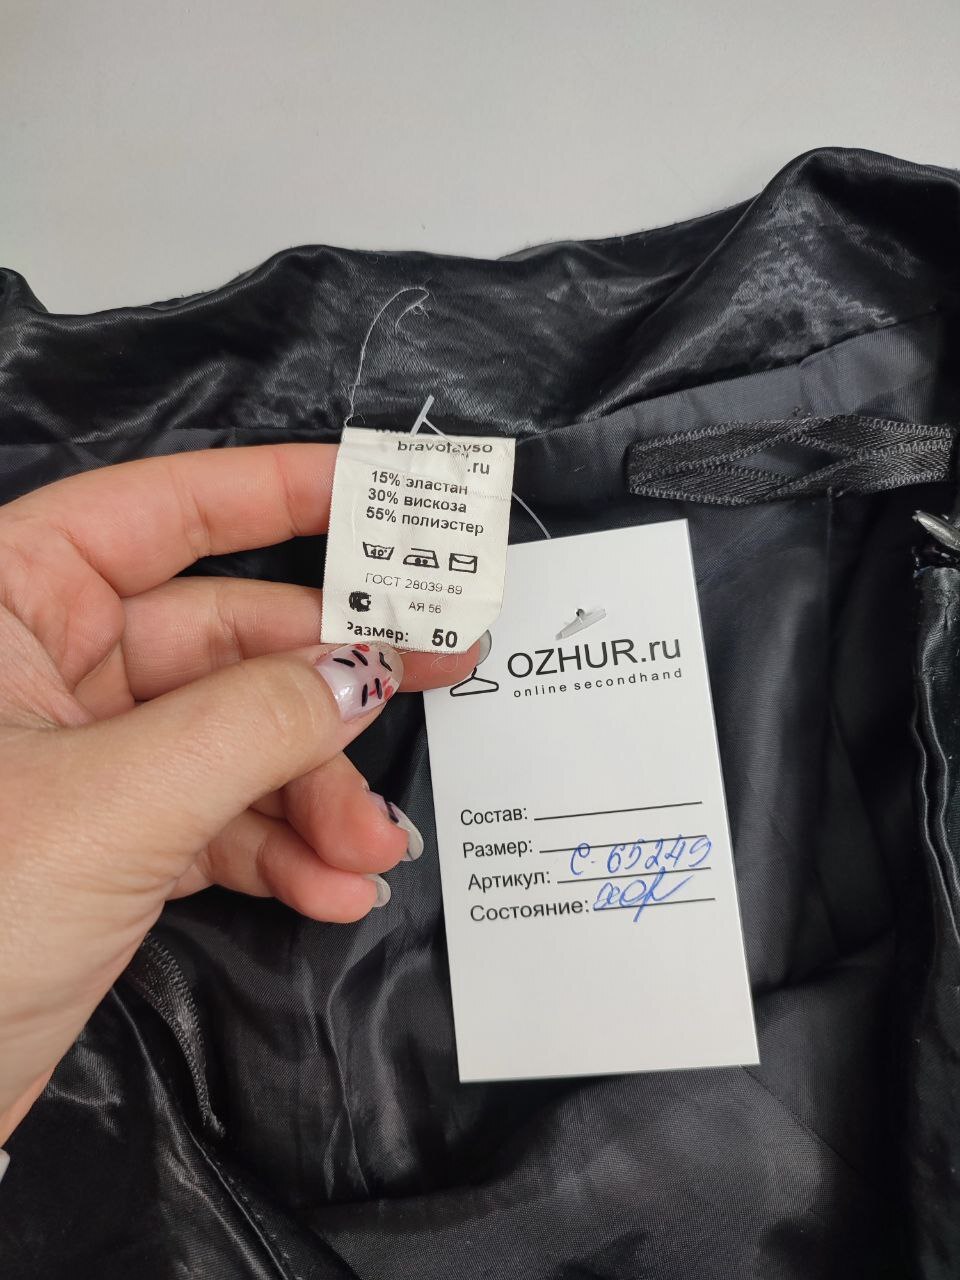 .ru
15% эластан
30% вискоза
55% полиэстер
40°
ГОСТ 28039-89
АЯ 56
Размер: 50
OZHUR.ru
online secondhand
Состав:
Размер:
Артикул: С-65249
Состояние: хор